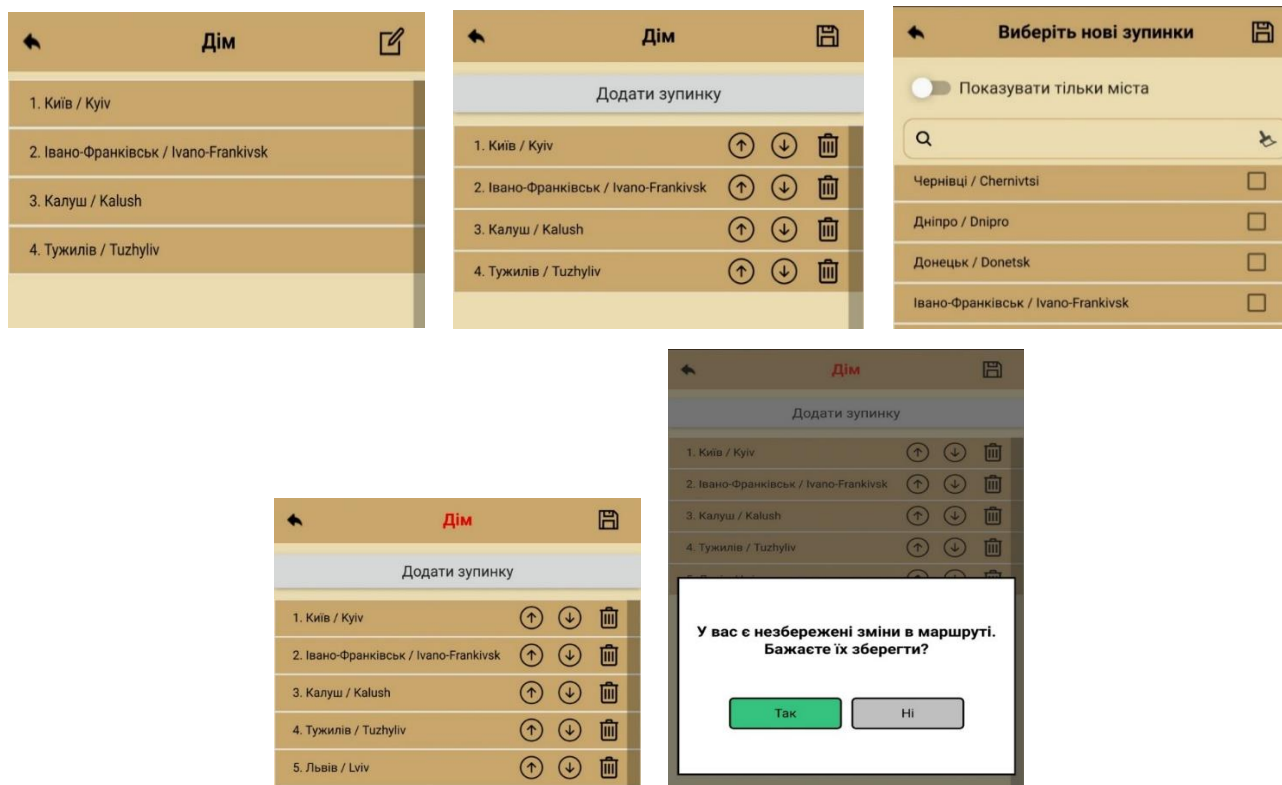 Дім
1. Київ / Kyiv
2. Івано-Франківськ / Ivano-Frankivsk
3. Калуш / Kalush
4. Тужилів / Tuzhyliv
Дім
Додати зупинку
1. Київ / Kyiv
2. Івано-Франківськ / Ivano-Frankivsk
3. Калуш / Kalush
4. Тужилів / Tuzhyliv
Виберіть нові зупинки
Показувати тільки міста
Чернівці / Chernivtsi
Дніпро / Dnipro
Донецьк / Donetsk
Івано-Франківськ / Ivano-Frankivsk
Дім
Додати зупинку
1. Київ / Kyiv
2. Івано-Франківськ / Ivano-Frankivsk
3. Калуш / Kalush
4. Тужилів / Tuzhyliv
5. Львів / Lviv
Дім
Додати зупинку
1. Київ / Kyiv
2. Івано-Франківськ / Ivano-Frankivsk
3. Калуш / Kalush
4. Тужилів / Tuzhyliv
У вас є незбережені зміни в маршруті.
Бажаєте їх зберегти?
Так
Ні